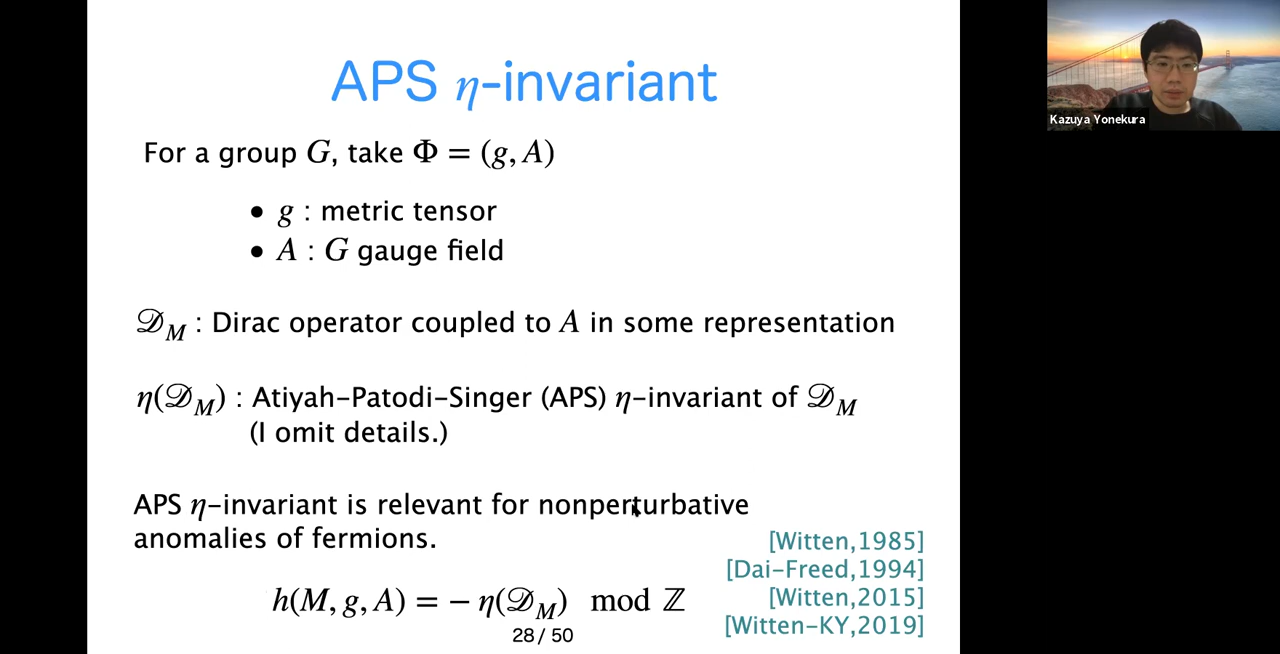 APS η-invariant
For a group G, take Φ = (g, A)
• g : metric tensor
• A : G gauge field
𝒟_M : Dirac operator coupled to A in some representation
η(𝒟_M) : Atiyah-Patodi-Singer (APS) η-invariant of 𝒟_M
(I omit details.)
APS η-invariant is relevant for nonperturbative
anomalies of fermions.
[Witten,1985]
[Dai-Freed,1994]
h(M, g, A) = − η(𝒟_M) mod ℤ
[Witten,2015]
[Witten-KY,2019]
28 / 50
Kazuya Yonekura